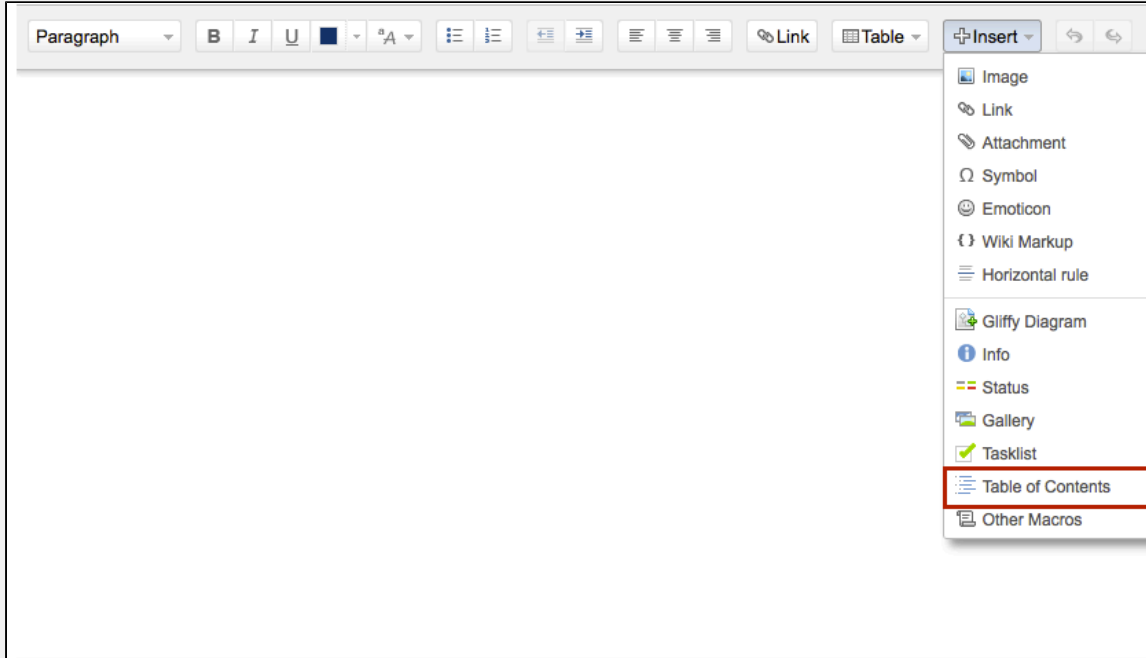 Paragraph B I U A Link Table Insert
Image
Link
Attachment
Ω Symbol
Emoticon
{} Wiki Markup
Horizontal rule
Gliffy Diagram
Info
Status
Gallery
Tasklist
Table of Contents
Other Macros